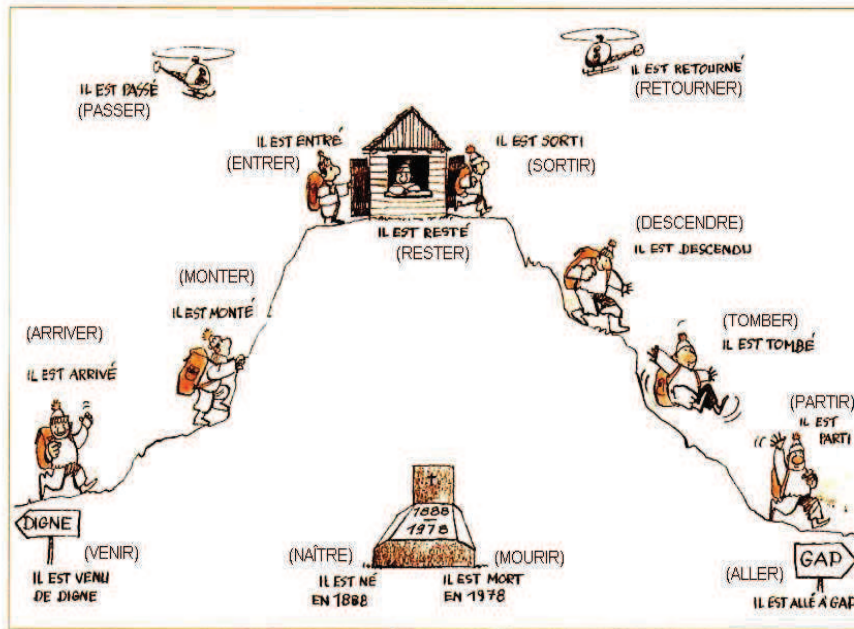 IL EST PASSÉ
(PASSER)
IL EST RETOURNÉ
(RETOURNER)
IL EST ENTRÉ
(ENTRER)
IL EST SORTI
(SORTIR)
IL EST RESTÉ
(RESTER)
(DESCENDRE)
IL EST DESCENDU
(MONTER)
IL EST MONTÉ
(TOMBER)
IL EST TOMBÉ
(ARRIVER)
IL EST ARRIVÉ
(PARTIR)
IL EST
PARTI
1888
1978
DIGNE
(VENIR)
IL EST VENU
DE DIGNE
(NAÎTRE)
IL EST NÉ
EN 1888
(MOURIR)
IL EST MORT
EN 1978
GAP
(ALLER)
IL EST ALLÉ À GAP